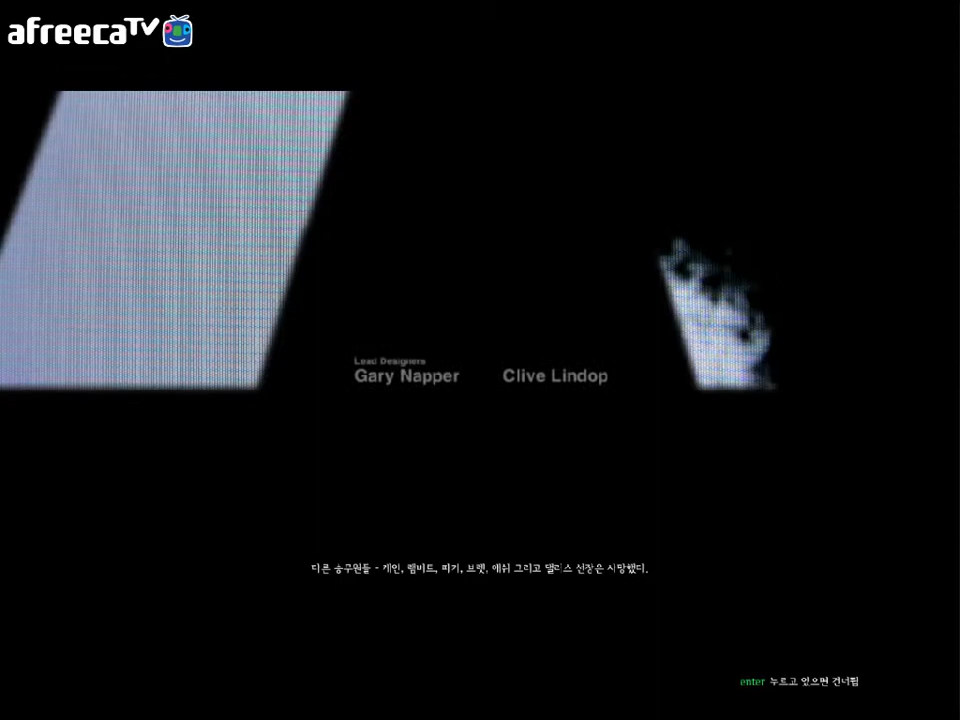 afreecaTV
Lead Designers
Gary Napper Clive Lindop
다른 승무원들 - 케인, 램버트, 파커, 브렛, 애쉬 그리고 댈러스 선장은 사망했다.
enter 누르고 있으면 건너뜀